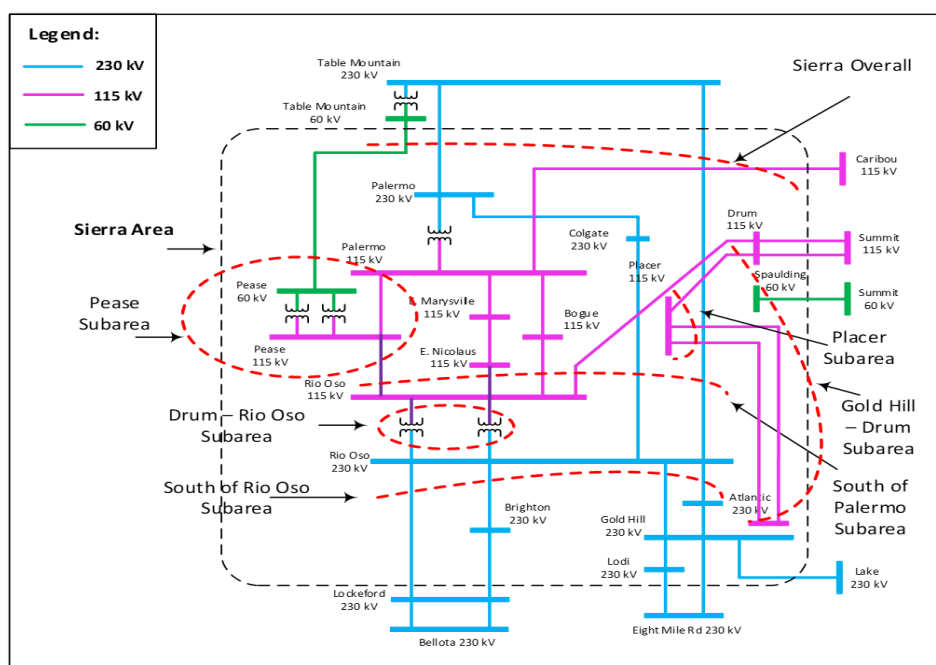 Legend:
230 kV
115 kV
60 kV
Table Mountain
230 kV
Sierra Overall
Table Mountain
60 kV
Caribou
115 kV
Palermo
230 kV
Sierra Area
Colgate
230 kV
Drum
115 kV
Summit
115 kV
Palermo
115 kV
Placer
115 kV
Spaulding
60 kV
Summit
60 kV
Pease
Subarea
Pease
60 kV
E. Marysville
115 kV
Bogue
115 kV
Placer
Subarea
Pease
115 kV
E. Nicolaus
115 kV
Rio Oso
115 kV
Drum – Rio Oso
Subarea
Gold Hill
– Drum
Subarea
Rio Oso
230 kV
South of Rio Oso
Subarea
Brighton
230 kV
Atlantic
230 kV
South of
Palermo
Subarea
Gold Hill
230 kV
Lodi
230 kV
Lake
230 kV
Lockeford
230 kV
Bellota 230 kV
Eight Mile Rd 230 kV